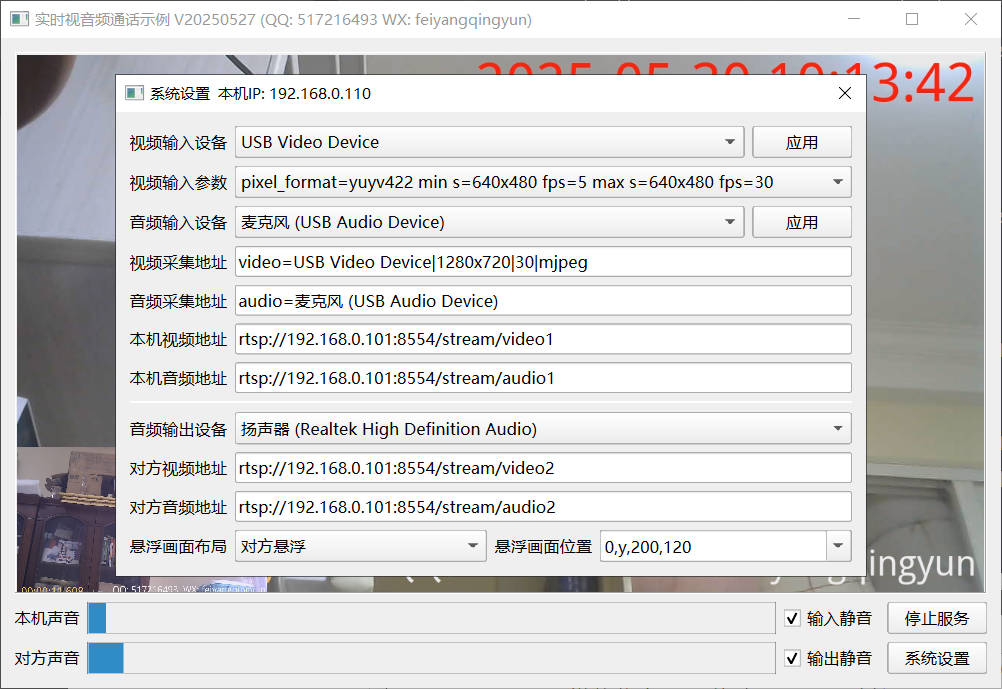 实时视音频通话示例 V20250527 (QQ: 517216493 WX: feiyangqingyun)
13:42
系统设置 本机IP: 192.168.0.110
视频输入设备 USB Video Device 应用
视频输入参数 pixel_format=yuyv422 min s=640x480 fps=5 max s=640x480 fps=30
音频输入设备 麦克风 (USB Audio Device) 应用
视频采集地址 video=USB Video Device|1280x720|30|mjpeg
音频采集地址 audio=麦克风 (USB Audio Device)
本机视频地址 rtsp://192.168.0.101:8554/stream/video1
本机音频地址 rtsp://192.168.0.101:8554/stream/audio1
音频输出设备 扬声器 (Realtek High Definition Audio)
对方视频地址 rtsp://192.168.0.101:8554/stream/video2
对方音频地址 rtsp://192.168.0.101:8554/stream/audio2
悬浮画面布局 对方悬浮 悬浮画面位置 0,y,200,120
qingyun
QQ: 517216493 WX: feiyangqingyun
本机声音 输入静音 停止服务
对方声音 输出静音 系统设置